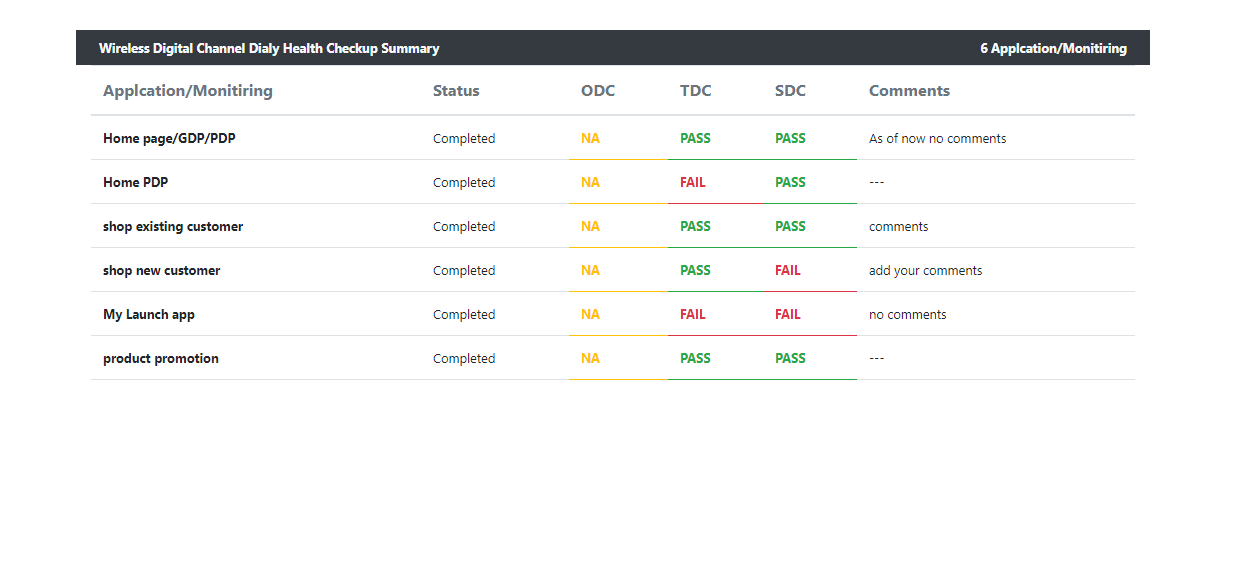 Wireless Digital Channel Dialy Health Checkup Summary 6 Applcation/Monitiring
Applcation/Monitiring Status ODC TDC SDC Comments
Home page/GDP/PDP Completed NA PASS PASS As of now no comments
Home PDP Completed NA FAIL PASS ---
shop existing customer Completed NA PASS PASS comments
shop new customer Completed NA PASS FAIL add your comments
My Launch app Completed NA FAIL FAIL no comments
product promotion Completed NA PASS PASS ---